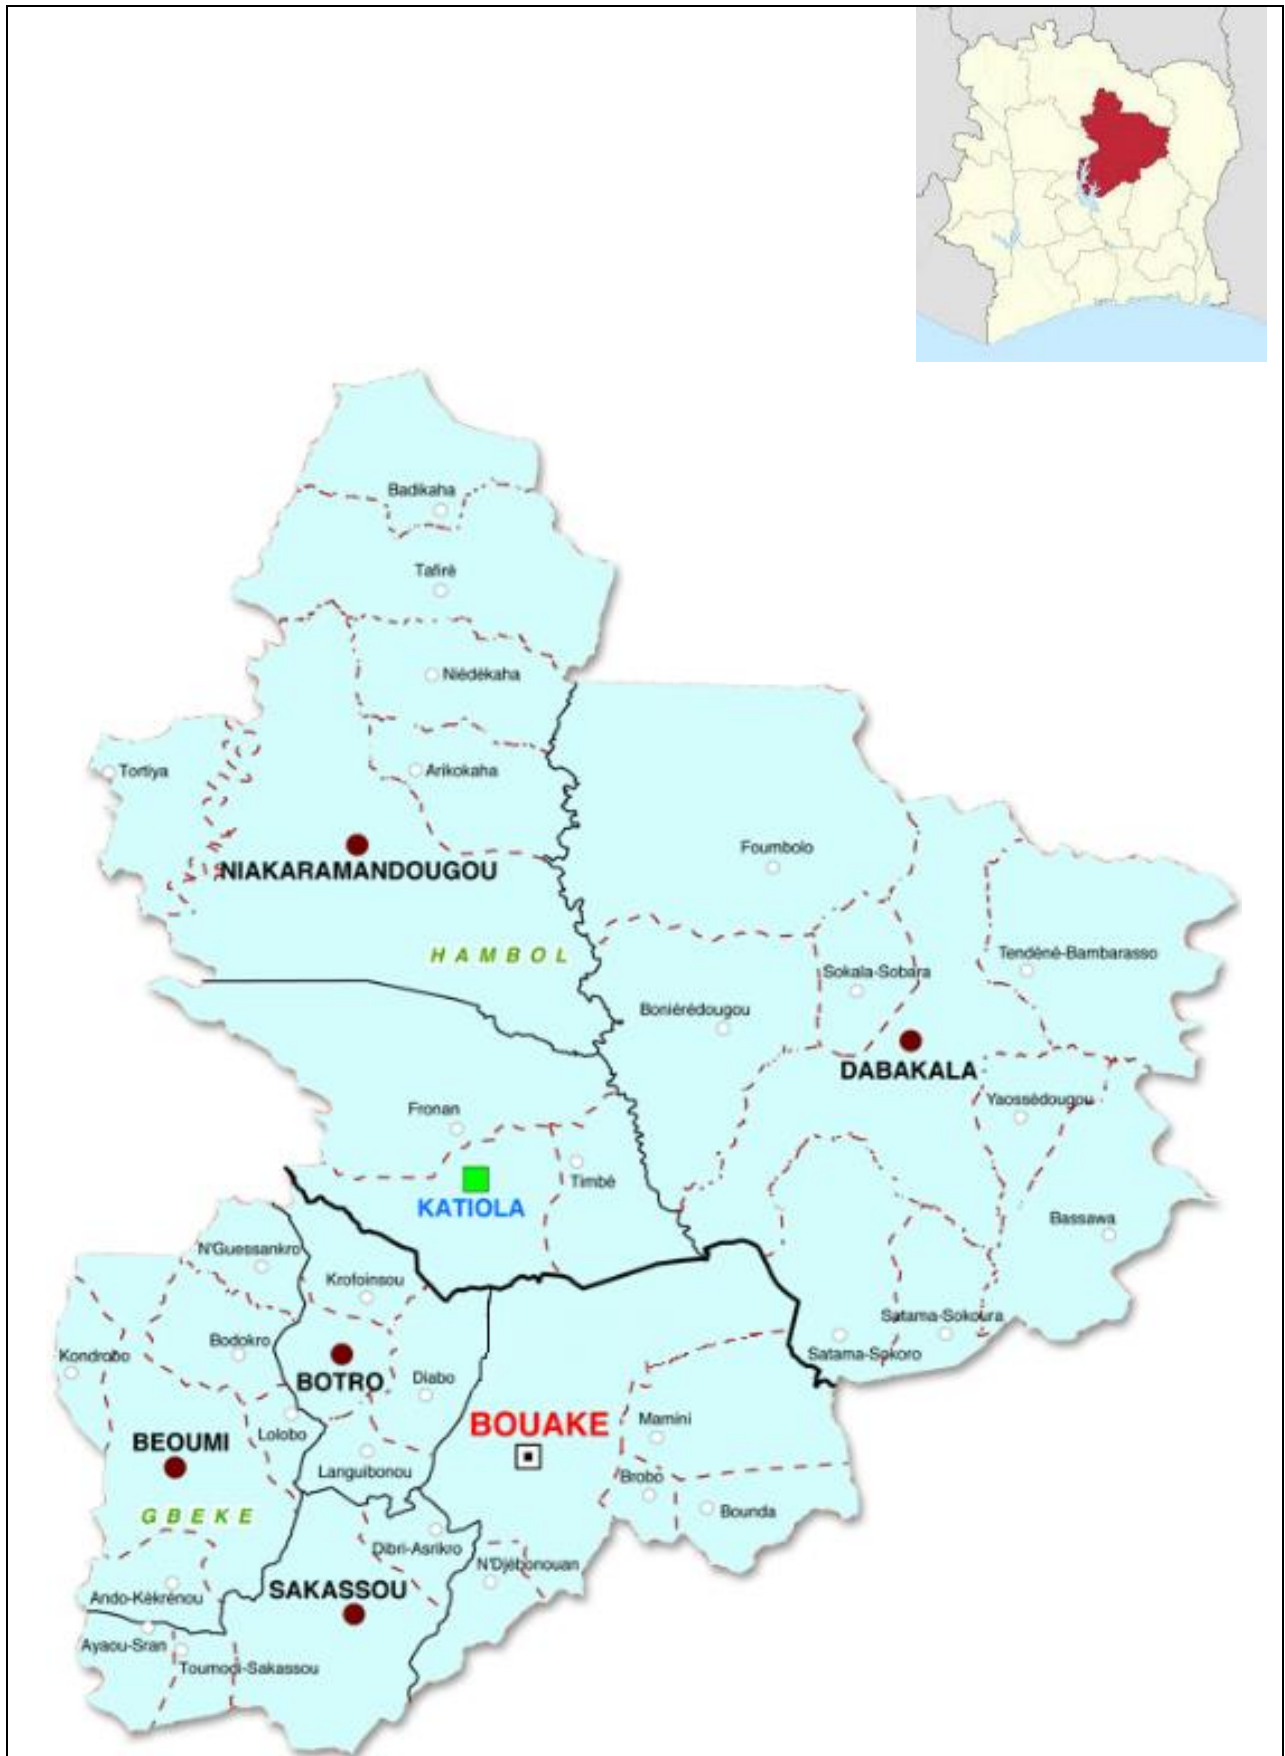 Badikaha
Tafiré
Niédékaha
Tortiya
Arikokaha
Foumbolo
NIAKARAMANDOUGOU
HAMBOL
Tendéné-Bambarasso
Sokala-Sobara
Boniérédougou
DABAKALA
Yaossédougou
Fronan
Timbé
KATIOLA
Bassawa
N'Guessankro
Krofoinsou
Satama-Sokoura
Bodokro
Satama-Sokoro
Kondrobo
Diabo
BOTRO
Mamini
BOUAKE
Lolobo
BEOUMI
Languibonou
Brobo
Bounda
GBEKE
Dibri-Asrikro
N'Djébonouan
SAKASSOU
Ando-Kékrénou
Ayaou-Sran
Toumodi-Sakassou